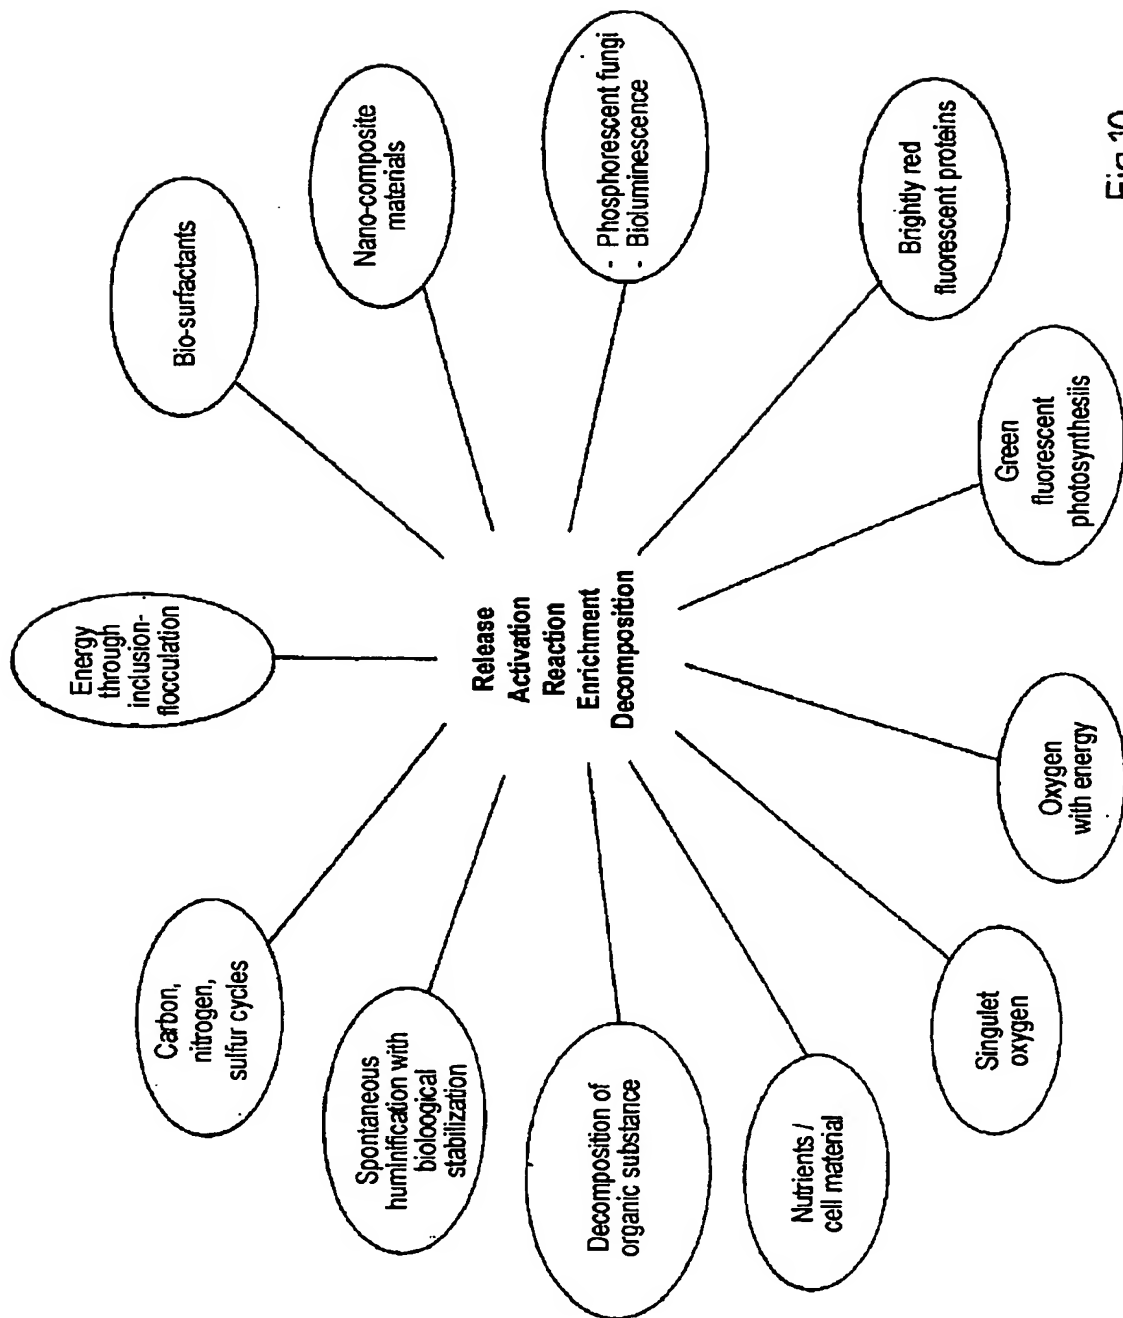 Energy
through
inclusion-
flocculation
Bio-surfactants
Nano-composite
materials
- Phosphorescent fungi
- Bioluminescence
Brightly red
fluorescent proteins
Green
fluorescent
photosynthesiis
Oxygen
with energy
Singulet
oxygen
Nutrients /
cell material
Decomposition of
organic substance
Spontaneous
huminification with
bioloogical
stabilization
Carbon,
nitrogen,
sulfur cycles
Release
Activation
Reaction
Enrichment
Decomposition
Fig 10